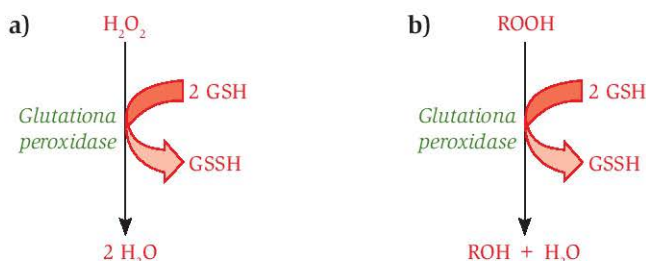 a)
H₂O₂
2 GSH
Glutationa
peroxidase
GSSH
2 H₂O
b)
ROOH
2 GSH
Glutationa
peroxidase
GSSH
ROH + H₂O